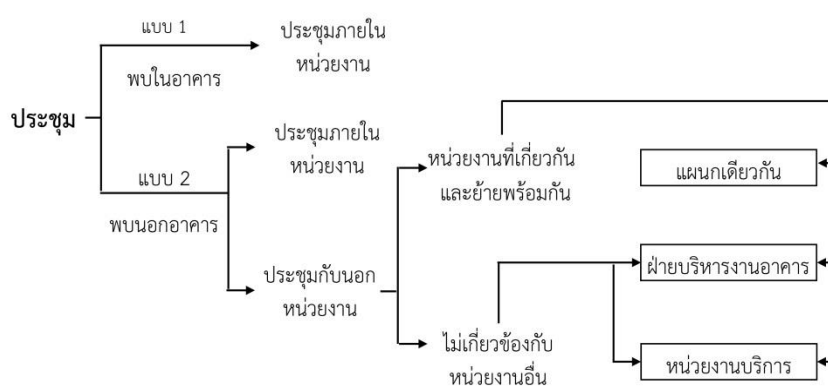 แบบ 1
ประชุมภายใน
หน่วยงาน
พบในอาคาร
ประชุม
ประชุมภายใน
หน่วยงาน
แบบ 2
พบนอกอาคาร
ประชุมกับนอก
หน่วยงาน
หน่วยงานที่เกี่ยวกัน
และย้ายพร้อมกัน
ไม่เกี่ยวข้องกับ
หน่วยงานอื่น
แผนกเดียวกัน
ฝ่ายบริหารงานอาคาร
หน่วยงานบริการ